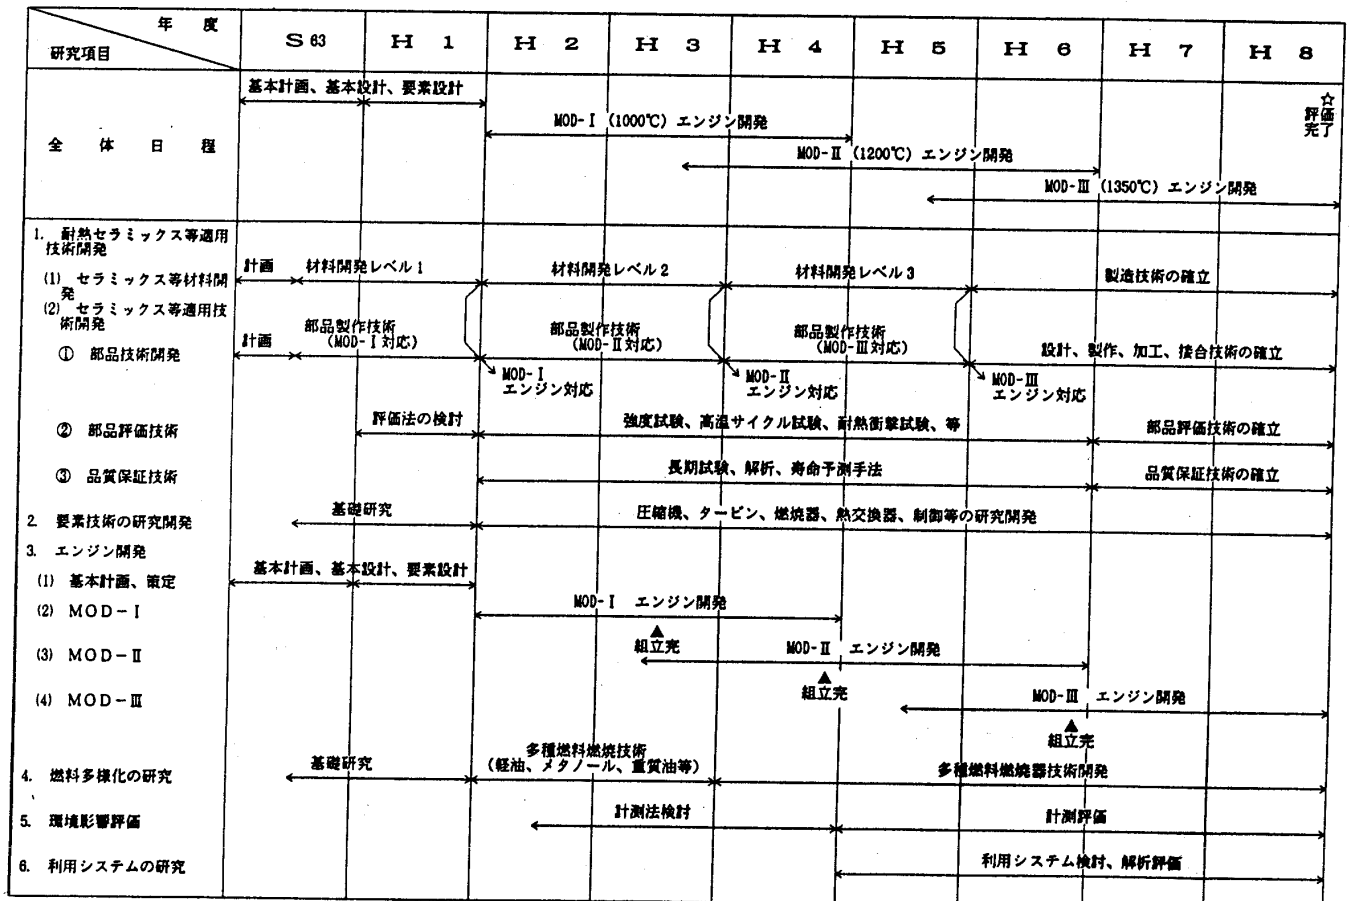 年 度
研究項目
S 63
H 1
H 2
H 3
H 4
H 5
H 6
H 7
H 8
全 体 日 程
基本計画、基本設計、要素設計
MOD-Ⅰ (1000℃) エンジン開発
MOD-Ⅱ (1200℃) エンジン開発
MOD-Ⅲ (1350℃) エンジン開発
☆
評価
完了
1. 耐熱セラミックス等適用
技術開発
(1) セラミックス等材料開
発
計画
材料開発レベル1
材料開発レベル2
材料開発レベル3
製造技術の確立
(2) セラミックス等適用技
術開発
① 部品技術開発
計画
部品製作技術
(MOD-Ⅰ対応)
部品製作技術
(MOD-Ⅱ対応)
部品製作技術
(MOD-Ⅲ対応)
設計、製作、加工、接合技術の確立
MOD-Ⅰ
エンジン対応
MOD-Ⅱ
エンジン対応
MOD-Ⅲ
エンジン対応
② 部品評価技術
評価法の検討
強度試験、高温サイクル試験、耐熱衝撃試験、等
部品評価技術の確立
③ 品質保証技術
長期試験、解析、寿命予測手法
品質保証技術の確立
2. 要素技術の研究開発
基礎研究
圧縮機、タービン、燃焼器、熱交換器、制御等の研究開発
3. エンジン開発
(1) 基本計画、策定
基本計画、基本設計、要素設計
(2) MOD-Ⅰ
MOD-Ⅰ エンジン開発
▲
組立完
(3) MOD-Ⅱ
MOD-Ⅱ エンジン開発
▲
組立完
(4) MOD-Ⅲ
MOD-Ⅲ エンジン開発
▲
組立完
4. 燃料多様化の研究
基礎研究
多種燃料燃焼技術
(軽油、メタノール、重質油等)
多種燃料燃焼器技術開発
5. 環境影響評価
計測法検討
計測評価
6. 利用システムの研究
利用システム検討、解析評価